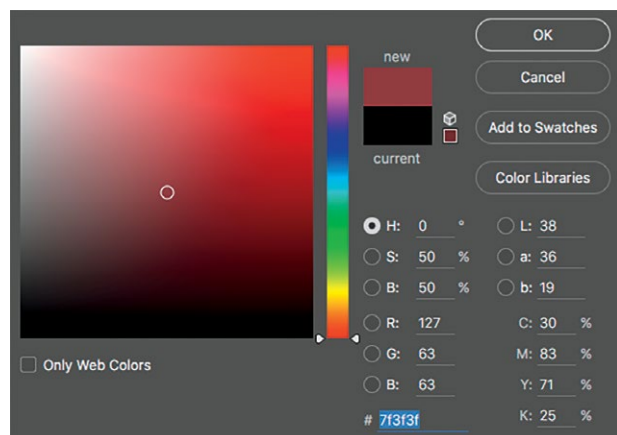 OK
new
Cancel
Add to Swatches
current
Color Libraries
H: 0 °
L: 38
S: 50 %
a: 36
B: 50 %
b: 19
R: 127
C: 30 %
G: 63
M: 83 %
Only Web Colors
B: 63
Y: 71 %
# 7f3f3f
K: 25 %